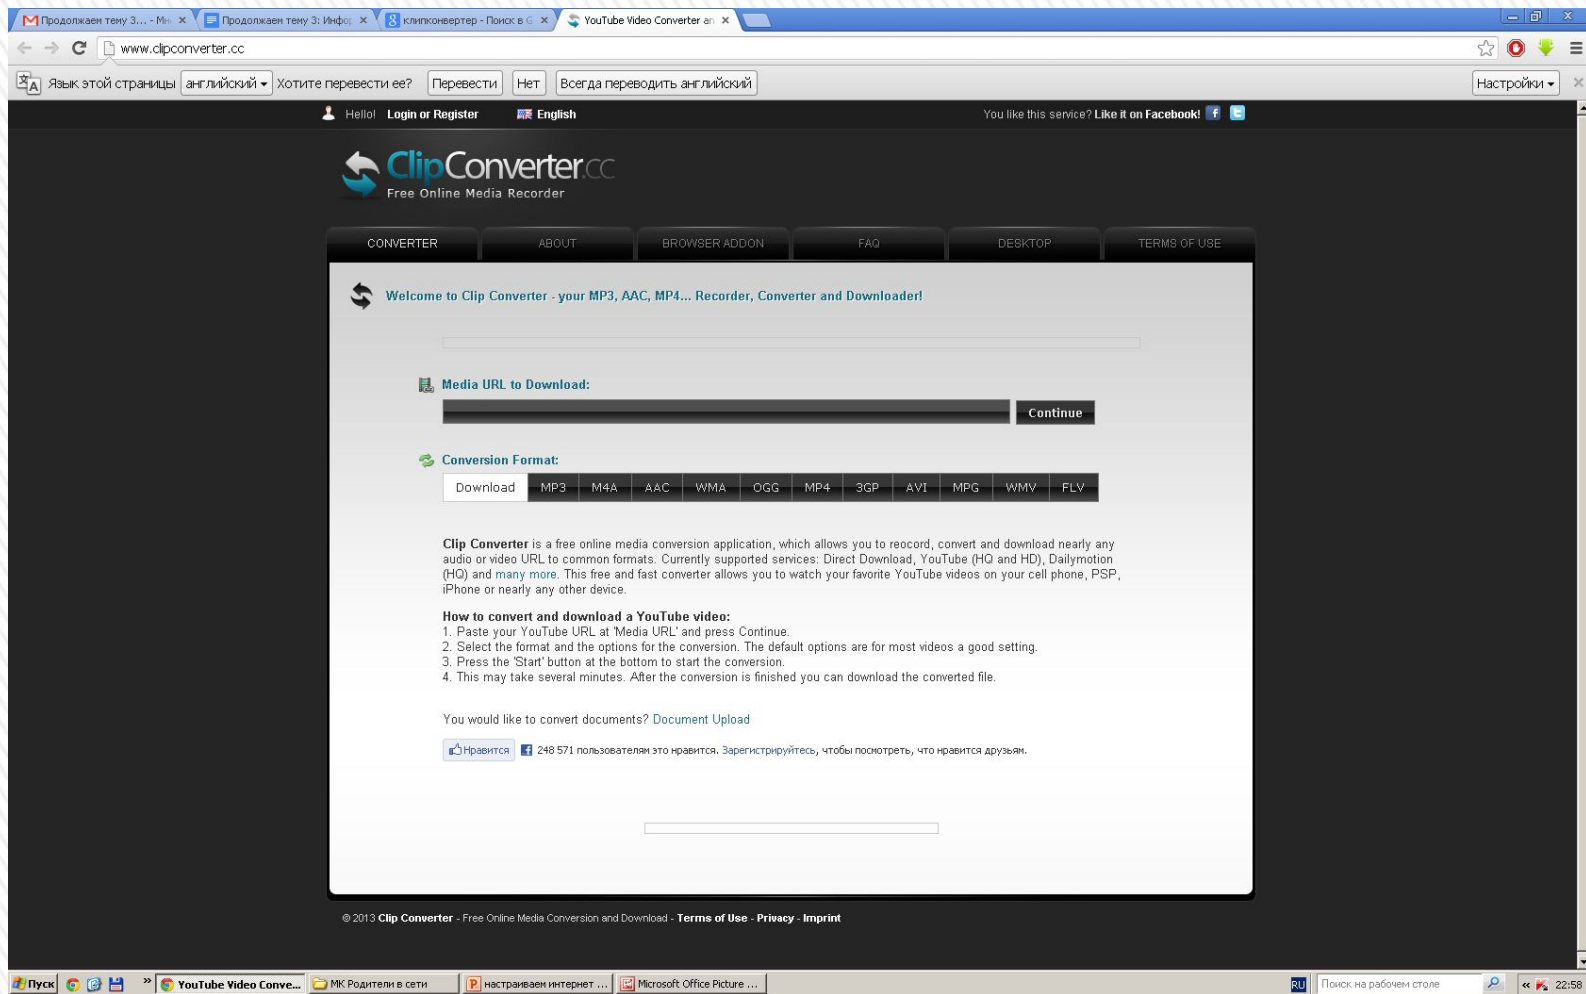 Продолжаем тему 3... - Мн
Продолжаем тему 3: Инфор
клипконвертер - Поиск в G
YouTube Video Converter an
www.clipconverter.cc
Язык этой страницы английский Хотите перевести ее? Перевести Нет Всегда переводить английский Настройки
Hello! Login or Register English You like this service? Like it on Facebook!
ClipConverter.cc
Free Online Media Recorder
CONVERTER ABOUT BROWSER ADDON FAQ DESKTOP TERMS OF USE
Welcome to Clip Converter - your MP3, AAC, MP4... Recorder, Converter and Downloader!
Media URL to Download:
Continue
Conversion Format:
Download MP3 M4A AAC WMA OGG MP4 3GP AVI MPG WMV FLV
Clip Converter is a free online media conversion application, which allows you to reocord, convert and download nearly any
audio or video URL to common formats. Currently supported services: Direct Download, YouTube (HQ and HD), Dailymotion
(HQ) and many more. This free and fast converter allows you to watch your favorite YouTube videos on your cell phone, PSP,
iPhone or nearly any other device.
How to convert and download a YouTube video:
1. Paste your YouTube URL at 'Media URL' and press Continue.
2. Select the format and the options for the conversion. The default options are for most videos a good setting.
3. Press the 'Start' button at the bottom to start the conversion.
4. This may take several minutes. After the conversion is finished you can download the converted file.
You would like to convert documents? Document Upload
Нравится 248 571 пользователям это нравится. Зарегистрируйтесь, чтобы посмотреть, что нравится друзьям.
© 2013 Clip Converter - Free Online Media Conversion and Download - Terms of Use - Privacy - Imprint
Пуск » YouTube Video Conve... МК Родители в сети настраиваем интернет ... Microsoft Office Picture ... RU Поиск на рабочем столе « 22:58